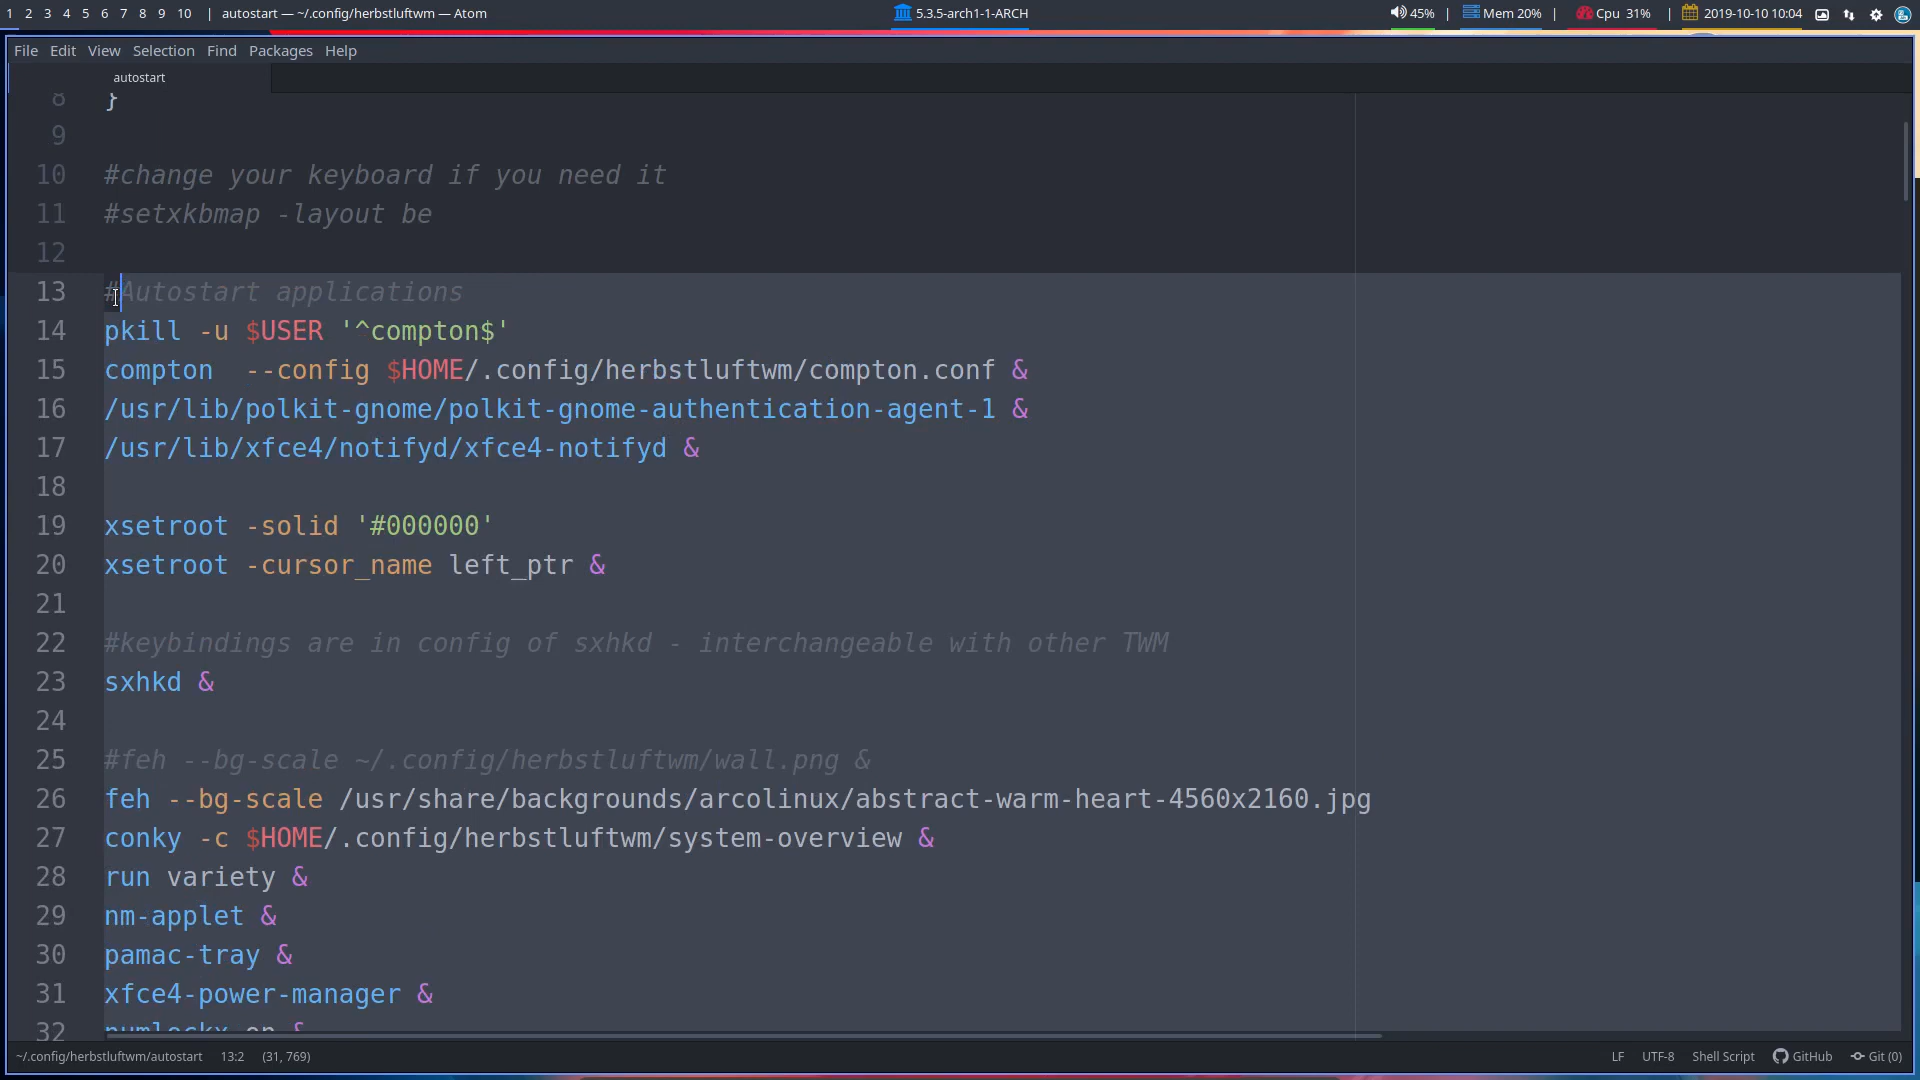 1 2 3 4 5 6 7 8 9 10 | autostart — ~/.config/herbstluftwm — Atom 5.3.5-arch1-1-ARCH 45% | Mem 20% | Cpu 31% | 2019-10-10 10:04
File Edit View Selection Find Packages Help
autostart
8 }
9
10 #change your keyboard if you need it
11 #setxkbmap -layout be
12
13 #Autostart applications
14 pkill -u $USER '^compton$'
15 compton  --config $HOME/.config/herbstluftwm/compton.conf &
16 /usr/lib/polkit-gnome/polkit-gnome-authentication-agent-1 &
17 /usr/lib/xfce4/notifyd/xfce4-notifyd &
18
19 xsetroot -solid '#000000'
20 xsetroot -cursor_name left_ptr &
21
22 #keybindings are in config of sxhkd - interchangeable with other TWM
23 sxhkd &
24
25 #feh --bg-scale ~/.config/herbstluftwm/wall.png &
26 feh --bg-scale /usr/share/backgrounds/arcolinux/abstract-warm-heart-4560x2160.jpg
27 conky -c $HOME/.config/herbstluftwm/system-overview &
28 run variety &
29 nm-applet &
30 pamac-tray &
31 xfce4-power-manager &
32 numlockx on &
~/.config/herbstluftwm/autostart 13:2 (31, 769) LF UTF-8 Shell Script GitHub Git (0)